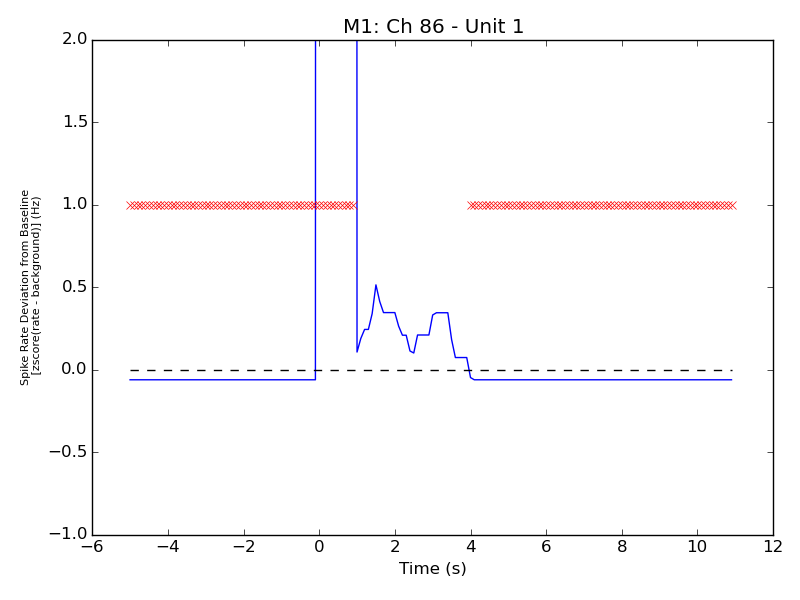 M1: Ch 86 - Unit 1
2.0
1.5
1.0
0.5
0.0
−0.5
−1.0
Spike Rate Deviation from Baseline
[zscore(rate - background)] (Hz)
−6 −4 −2 0 2 4 6 8 10 12
Time (s)